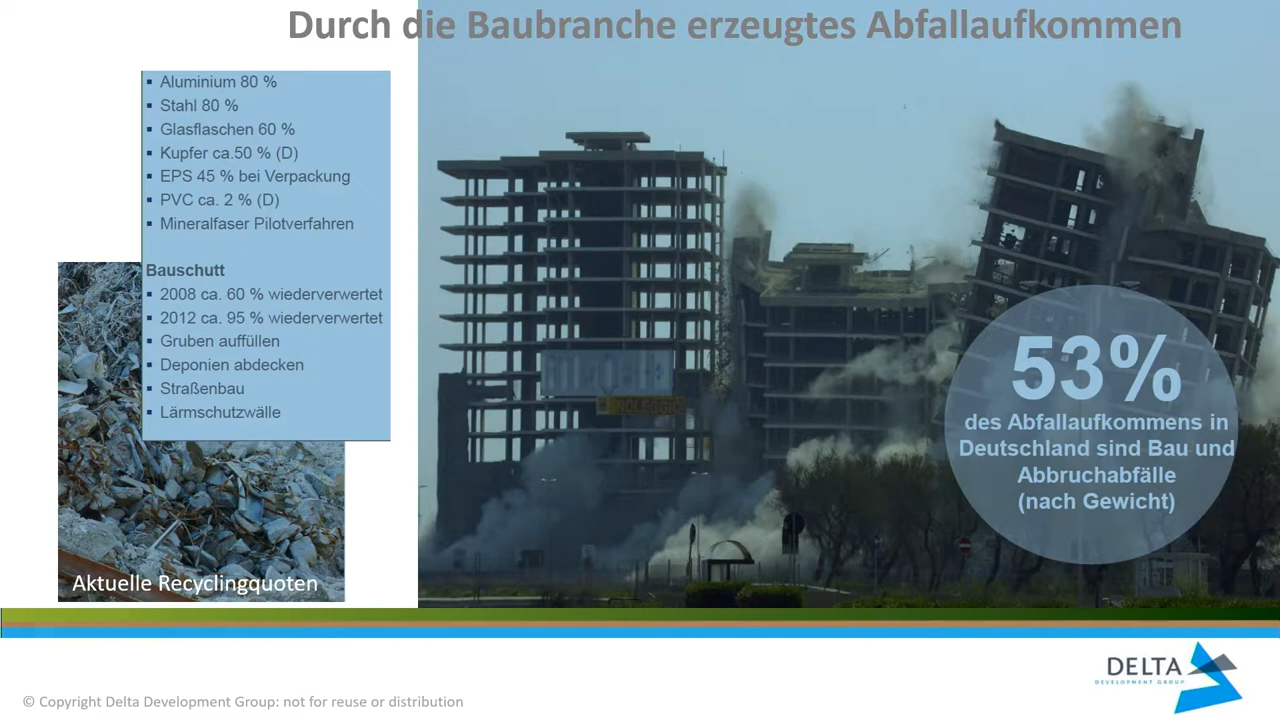 Durch die Baubranche erzeugtes Abfallaufkommen
▪ Aluminium 80 %
▪ Stahl 80 %
▪ Glasflaschen 60 %
▪ Kupfer ca.50 % (D)
▪ EPS 45 % bei Verpackung
▪ PVC ca. 2 % (D)
▪ Mineralfaser Pilotverfahren
Bauschutt
▪ 2008 ca. 60 % wiederverwertet
▪ 2012 ca. 95 % wiederverwertet
▪ Gruben auffüllen
▪ Deponien abdecken
▪ Straßenbau
▪ Lärmschutzwälle
Aktuelle Recyclingquoten
NOLEGGIO
53%
des Abfallaufkommens in
Deutschland sind Bau und
Abbruchabfälle
(nach Gewicht)
DELTA
DEVELOPMENT GROUP
© Copyright Delta Development Group: not for reuse or distribution